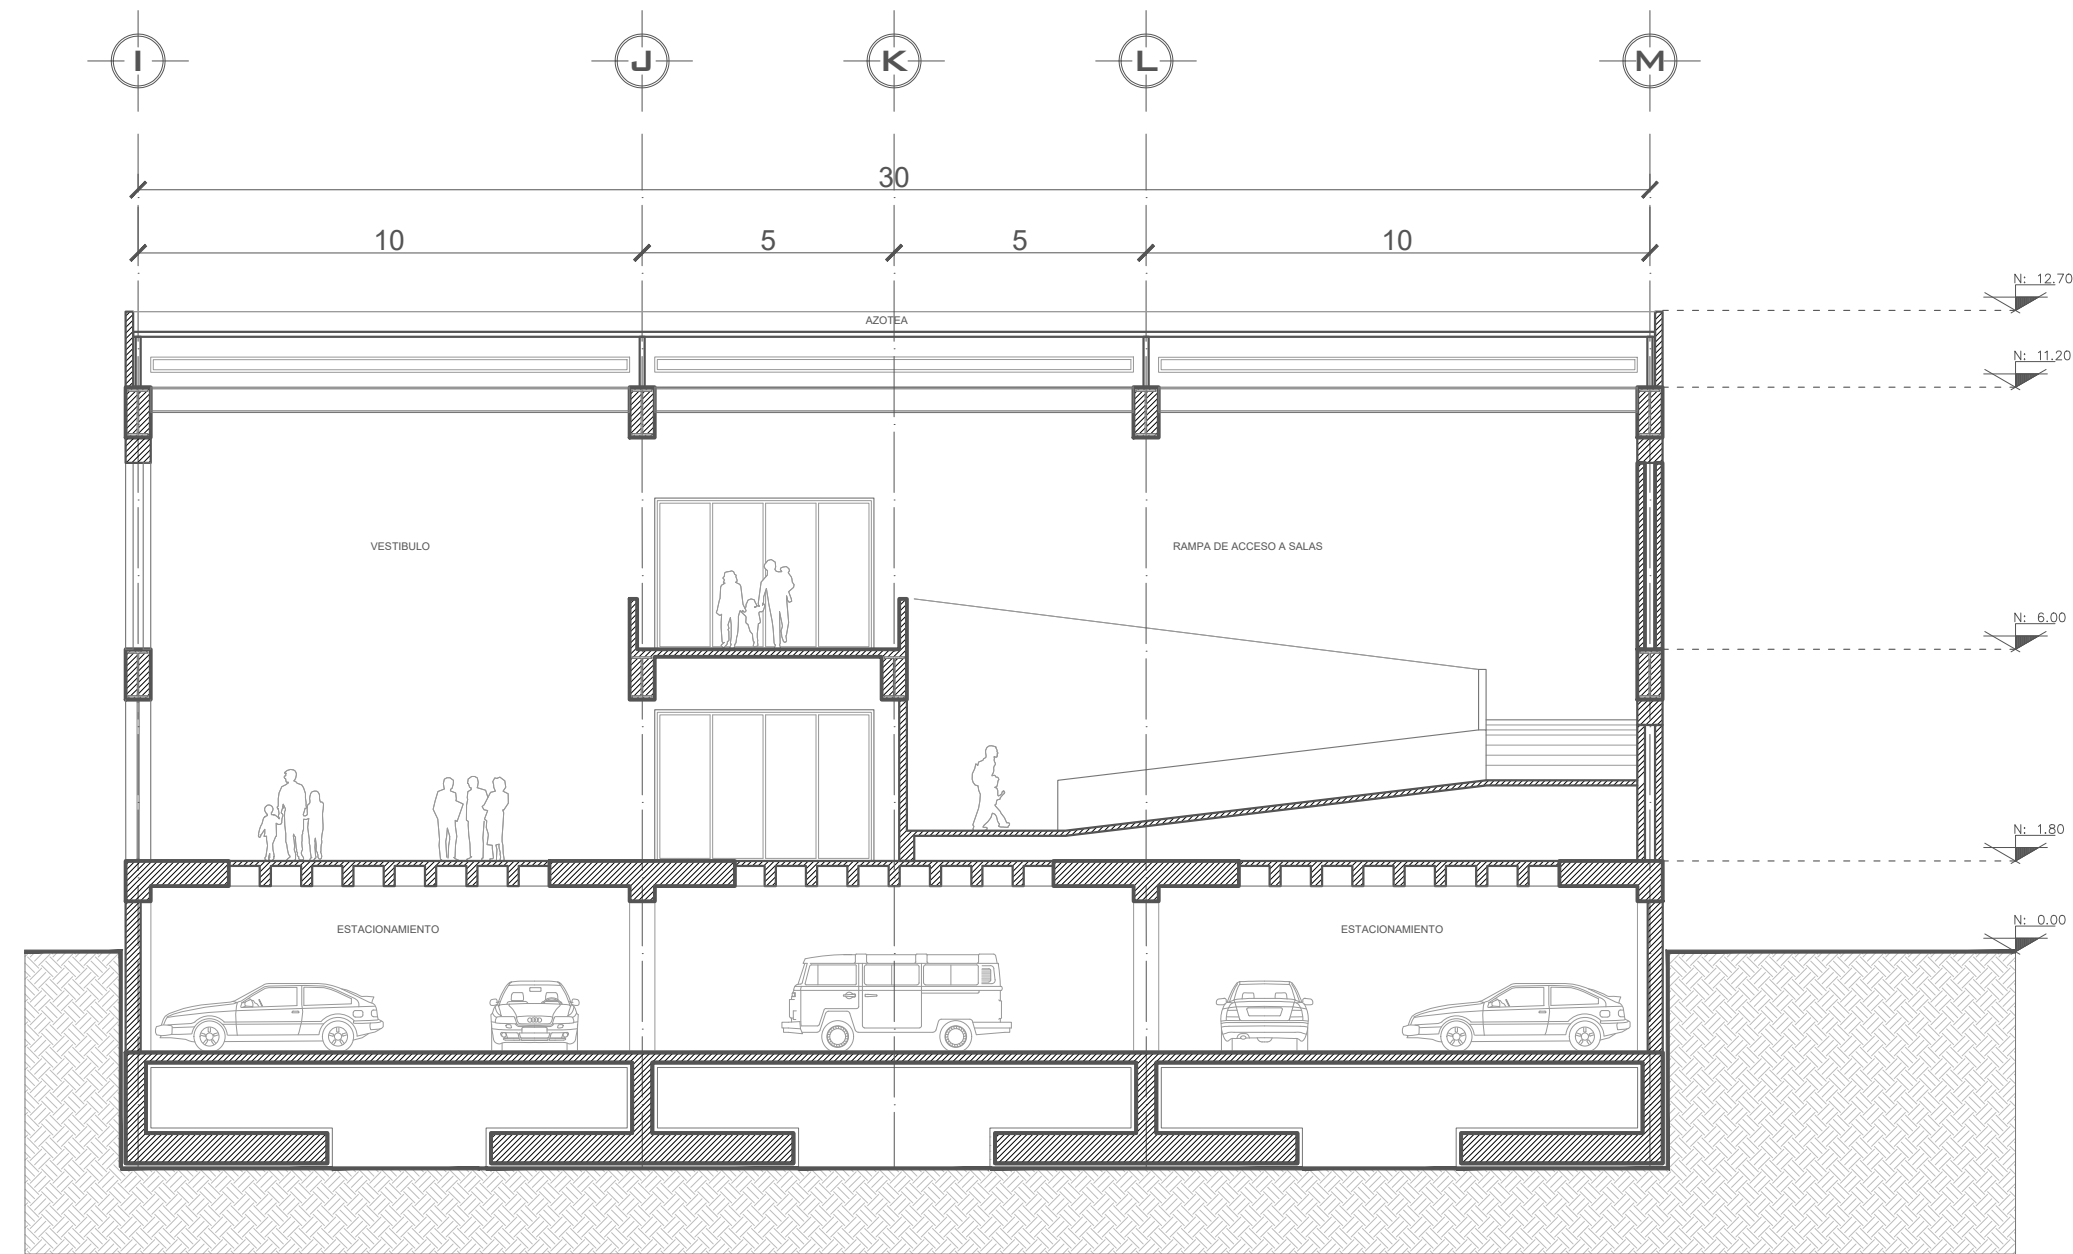 I J K L M
30
10 5 5 10
N: 12.70
AZOTEA
N: 11.20
VESTIBULO RAMPA DE ACCESO A SALAS
N: 6.00
N: 1.80
N: 0.00
ESTACIONAMIENTO ESTACIONAMIENTO